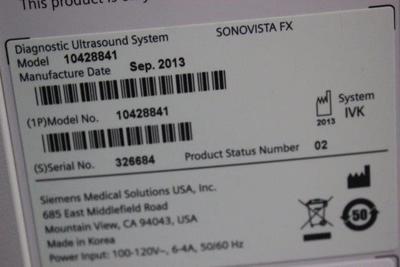 This product is
Diagnostic Ultrasound System SONOVISTA FX
Model 10428841
Manufacture Date Sep. 2013
(1P)Model No. 10428841
2013
System
IVK
(S)Serial No. 326684 Product Status Number 02
Siemens Medical Solutions USA, Inc.
685 East Middlefield Road
Mountain View, CA 94043, USA
Made in Korea
Power Input: 100-120V~, 6-4A, 50/60 Hz
50